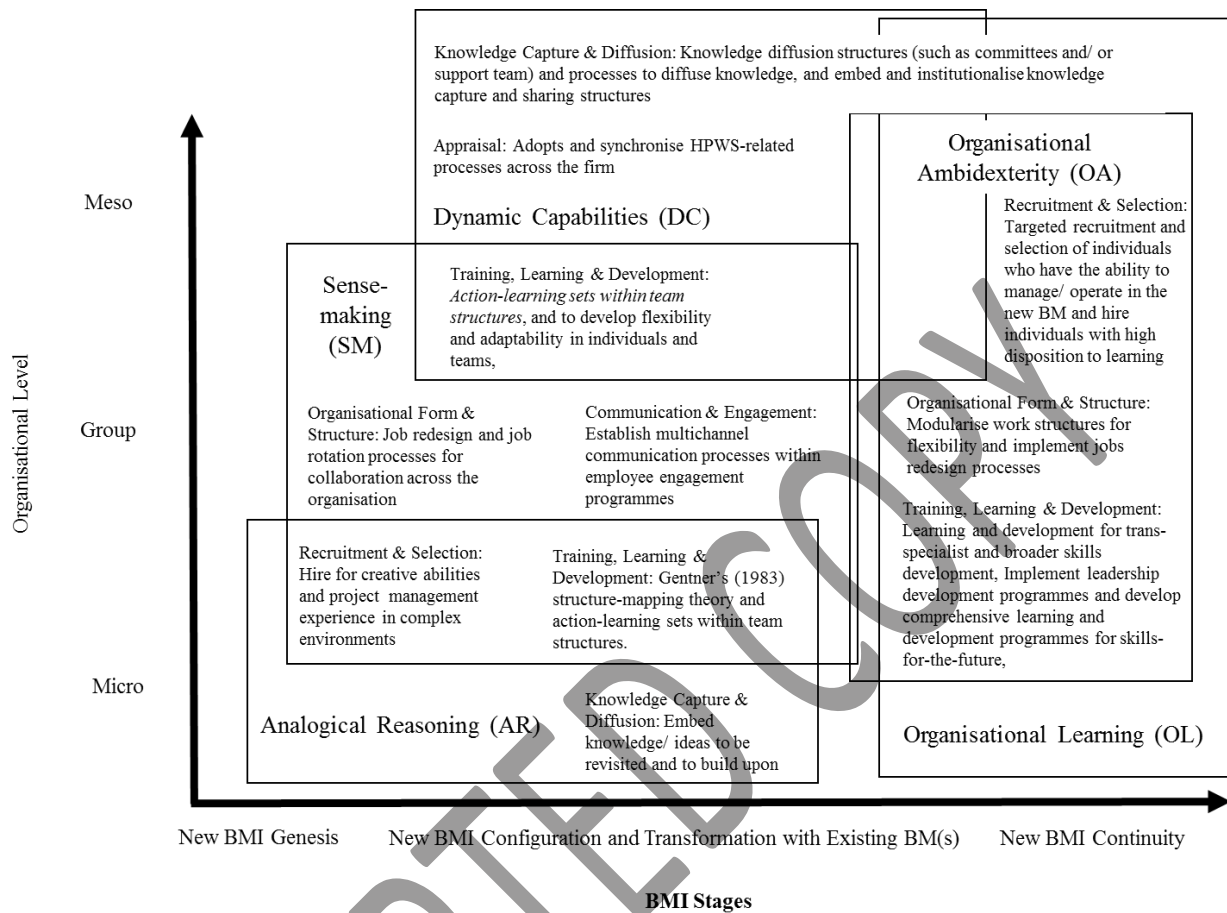 Knowledge Capture & Diffusion: Knowledge diffusion structures (such as committees and/ or
support team) and processes to diffuse knowledge, and embed and institutionalise knowledge
capture and sharing structures
Appraisal: Adopts and synchronise HPWS-related
processes across the firm
Dynamic Capabilities (DC)
Organisational
Ambidexterity (OA)
Recruitment & Selection:
Targeted recruitment and
selection of individuals
who have the ability to
manage/ operate in the
new BM and hire
individuals with high
disposition to learning
Meso
Sense-
making
(SM)
Training, Learning & Development:
Action-learning sets within team
structures, and to develop flexibility
and adaptability in individuals and
teams,
Organisational Level
Group
Organisational Form &
Structure: Job redesign and job
rotation processes for
collaboration across the
organisation
Communication & Engagement:
Establish multichannel
communication processes within
employee engagement
programmes
Organisational Form & Structure:
Modularise work structures for
flexibility and implement jobs
redesign processes
Training, Learning & Development:
Learning and development for trans-
specialist and broader skills
development, Implement leadership
development programmes and develop
comprehensive learning and
development programmes for skills-
for-the-future,
Recruitment & Selection:
Hire for creative abilities
and project management
experience in complex
environments
Training, Learning &
Development: Gentner's (1983)
structure-mapping theory and
action-learning sets within team
structures.
Micro
Analogical Reasoning (AR)
Knowledge Capture &
Diffusion: Embed
knowledge/ ideas to be
revisited and to build upon
Organisational Learning (OL)
New BMI Genesis
New BMI Configuration and Transformation with Existing BM(s)
New BMI Continuity
BMI Stages
PTED COPY